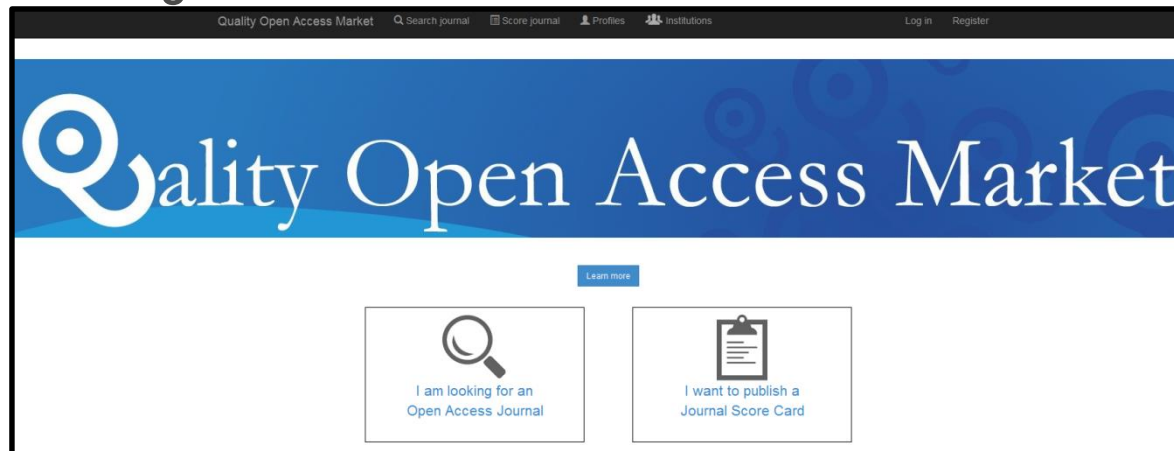 Quality Open Access Market Search journal Score journal Profiles Institutions Log in Register
Quality Open Access Market
Learn more
I am looking for an
Open Access Journal
I want to publish a
Journal Score Card